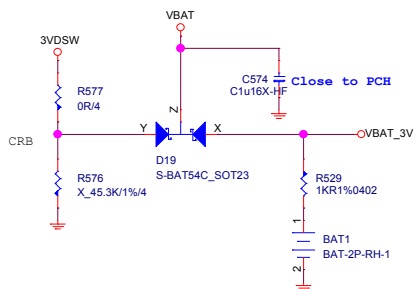 VBAT
3VDSW
R577
0R/4
C574
C1u16X-HF
Close to PCH
Z
CRB
Y
X
VBAT_3V
D19
S-BAT54C_SOT23
R576
X_45.3K/1%/4
R529
1KR1%0402
1
BAT1
BAT-2P-RH-1
2